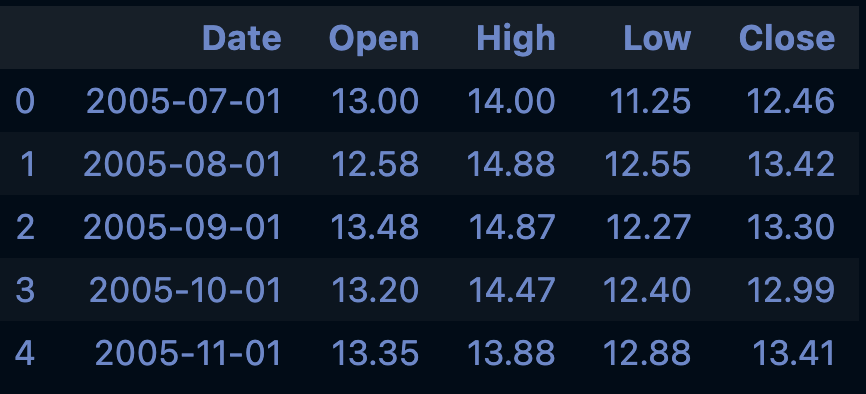 Date Open High Low Close
0 2005-07-01 13.00 14.00 11.25 12.46
1 2005-08-01 12.58 14.88 12.55 13.42
2 2005-09-01 13.48 14.87 12.27 13.30
3 2005-10-01 13.20 14.47 12.40 12.99
4 2005-11-01 13.35 13.88 12.88 13.41